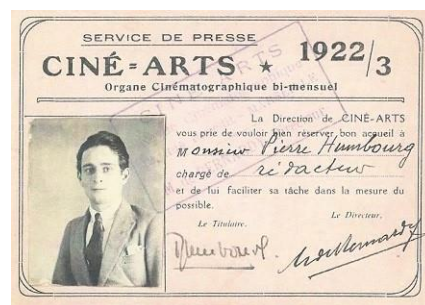 SERVICE DE PRESSE
CINÉ=ARTS ★ 1922/3
Organe Cinématographique bi-mensuel
La Direction de CINÉ-ARTS
vous prie de vouloir bien réserver bon accueil à
Monsieur Pierre Humbourg
chargé de rédacteur
et de lui faciliter sa tâche dans la mesure du
possible.
Le Titulaire,
Le Directeur,
CINÉ-ARTS